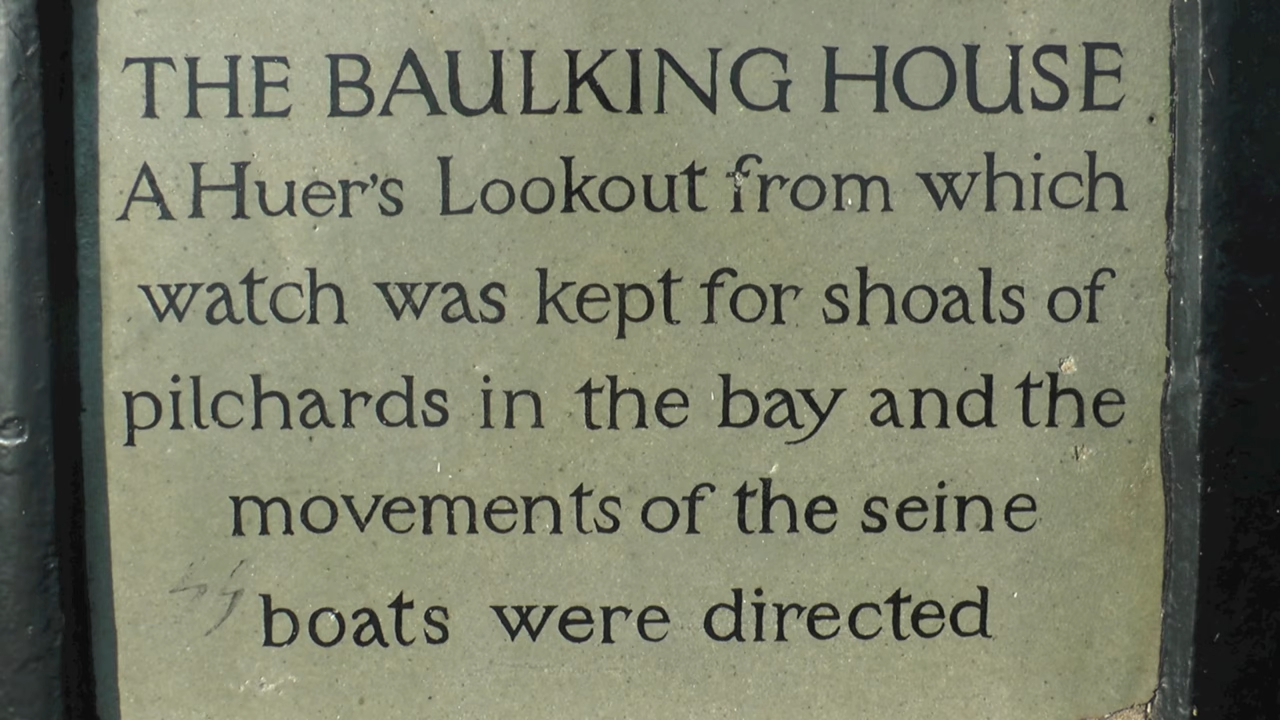 THE BAULKING HOUSE
A Huer's Lookout from which
watch was kept for shoals of
pilchards in the bay and the
movements of the seine
boats were directed